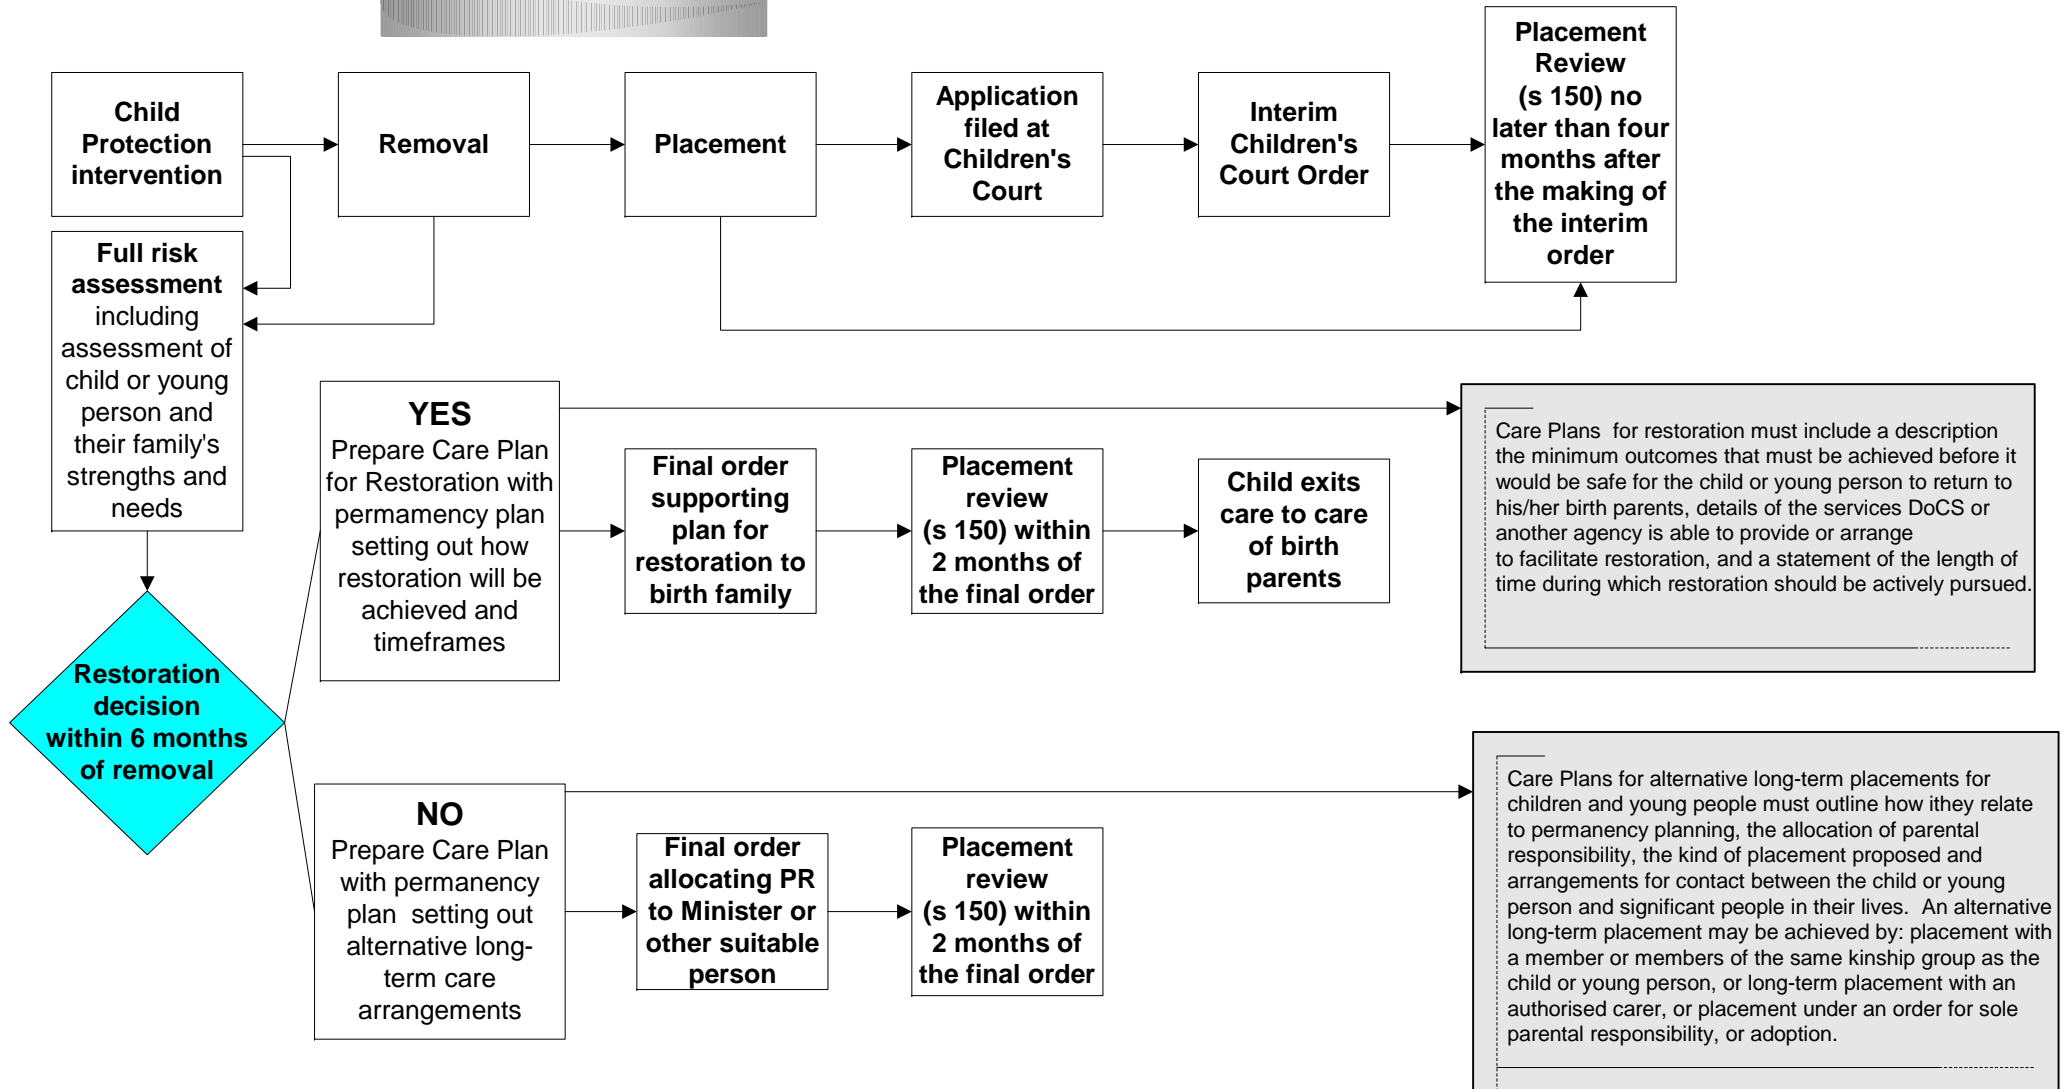 Child
Protection
intervention
Removal
Placement
Application
filed at
Children's
Court
Interim
Children's
Court Order
Placement
Review
(s 150) no
later than four
months after
the making of
the interim
order
Full risk
assessment
including
assessment of
child or young
person and
their family's
strengths and
needs
Restoration
decision
within 6 months
of removal
YES
Prepare Care Plan
for Restoration with
permamency plan
setting out how
restoration will be
achieved and
timeframes
Final order
supporting
plan for
restoration to
birth family
Placement
review
(s 150) within
2 months of
the final order
Child exits
care to care
of birth
parents
Care Plans for restoration must include a description
the minimum outcomes that must be achieved before it
would be safe for the child or young person to return to
his/her birth parents, details of the services DoCS or
another agency is able to provide or arrange
to facilitate restoration, and a statement of the length of
time during which restoration should be actively pursued.
NO
Prepare Care Plan
with permanency
plan setting out
alternative long-
term care
arrangements
Final order
allocating PR
to Minister or
other suitable
person
Placement
review
(s 150) within
2 months of
the final order
Care Plans for alternative long-term placements for
children and young people must outline how ithey relate
to permanency planning, the allocation of parental
responsibility, the kind of placement proposed and
arrangements for contact between the child or young
person and significant people in their lives. An alternative
long-term placement may be achieved by: placement with
a member or members of the same kinship group as the
child or young person, or long-term placement with an
authorised carer, or placement under an order for sole
parental responsibility, or adoption.